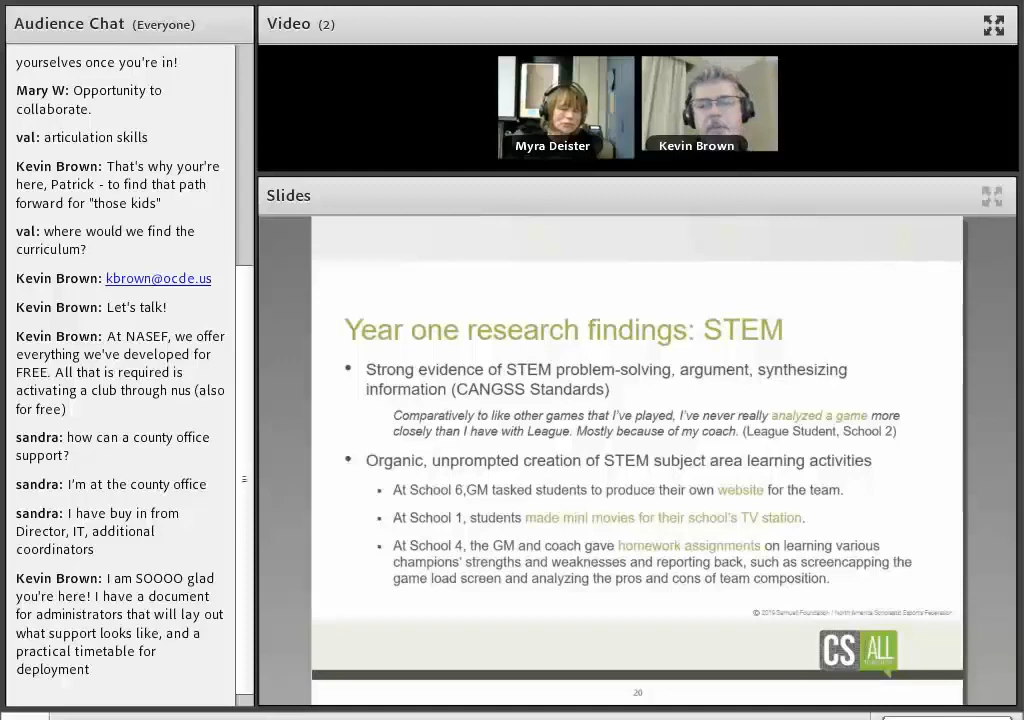 Audience Chat (Everyone)
yourselves once you're in!
Mary W: Opportunity to
collaborate.
val: articulation skills
Kevin Brown: That's why your're
here, Patrick - to find that path
forward for "those kids"
val: where would we find the
curriculum?
Kevin Brown: kbrown@ocde.us
Kevin Brown: Let's talk!
Kevin Brown: At NASEF, we offer
everything we've developed for
FREE. All that is required is
activating a club through nus (also
for free)
sandra: how can a county office
support?
sandra: I'm at the county office
sandra: I have buy in from
Director, IT, additional
coordinators
Kevin Brown: I am SOOOO glad
you're here! I have a document
for administrators that will lay out
what support looks like, and a
practical timetable for
deployment
Video (2)
Myra Deister
Kevin Brown
Slides
Year one research findings: STEM
• Strong evidence of STEM problem-solving, argument, synthesizing
information (CANGSS Standards)
Comparatively to like other games that I've played, I've never really analyzed a game more
closely than I have with League. Mostly because of my coach. (League Student, School 2)
• Organic, unprompted creation of STEM subject area learning activities
▪ At School 6,GM tasked students to produce their own website for the team.
▪ At School 1, students made mini movies for their school's TV station.
▪ At School 4, the GM and coach gave homework assignments on learning various
champions' strengths and weaknesses and reporting back, such as screencapping the
game load screen and analyzing the pros and cons of team composition.
Foundation / North America Scholastic Esports Federation
CS ALL
20